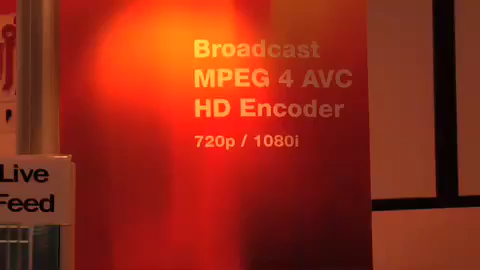 Broadcast
MPEG 4 AVC
HD Encoder
720p / 1080i
Live
Feed